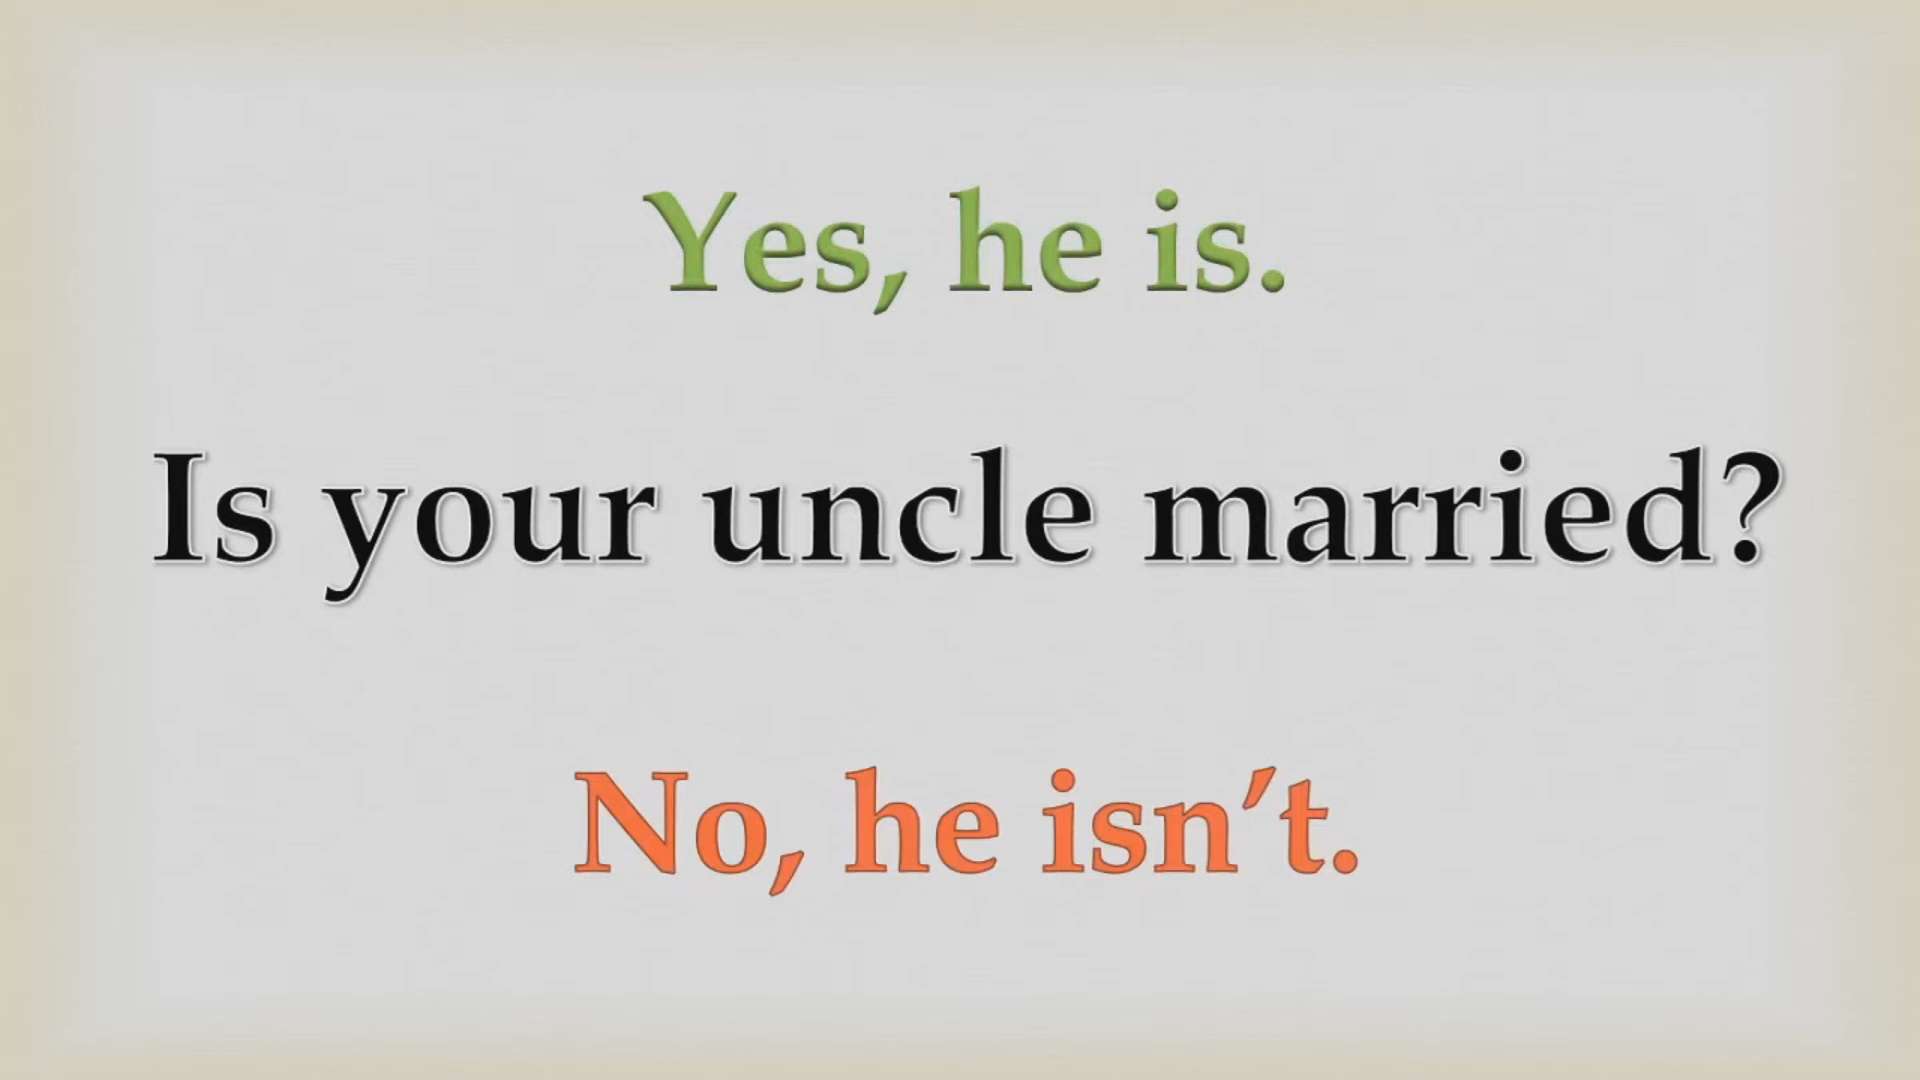 Yes, he is.
Is your uncle married?
No, he isn’t.